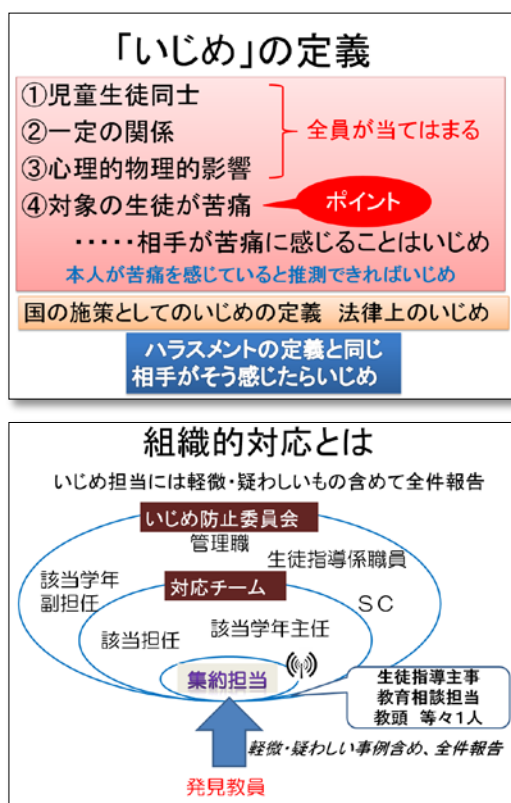 「いじめ」の定義
①児童生徒同士
②一定の関係
全員が当てはまる
③心理的物理的影響
④対象の生徒が苦痛
ポイント
・・・・・相手が苦痛に感じることはいじめ
本人が苦痛を感じていると推測できればいじめ
国の施策としてのいじめの定義 法律上のいじめ
ハラスメントの定義と同じ
相手がそう感じたらいじめ
組織的対応とは
いじめ担当には軽微・疑わしいもの含めて全件報告
いじめ防止委員会
管理職
生徒指導係職員
該当学年
副担任
対応チーム
SC
該当担任
該当学年主任
集約担当
生徒指導主事
教育相談担当
教頭 等々1人
軽微・疑わしい事例含め、全件報告
発見教員